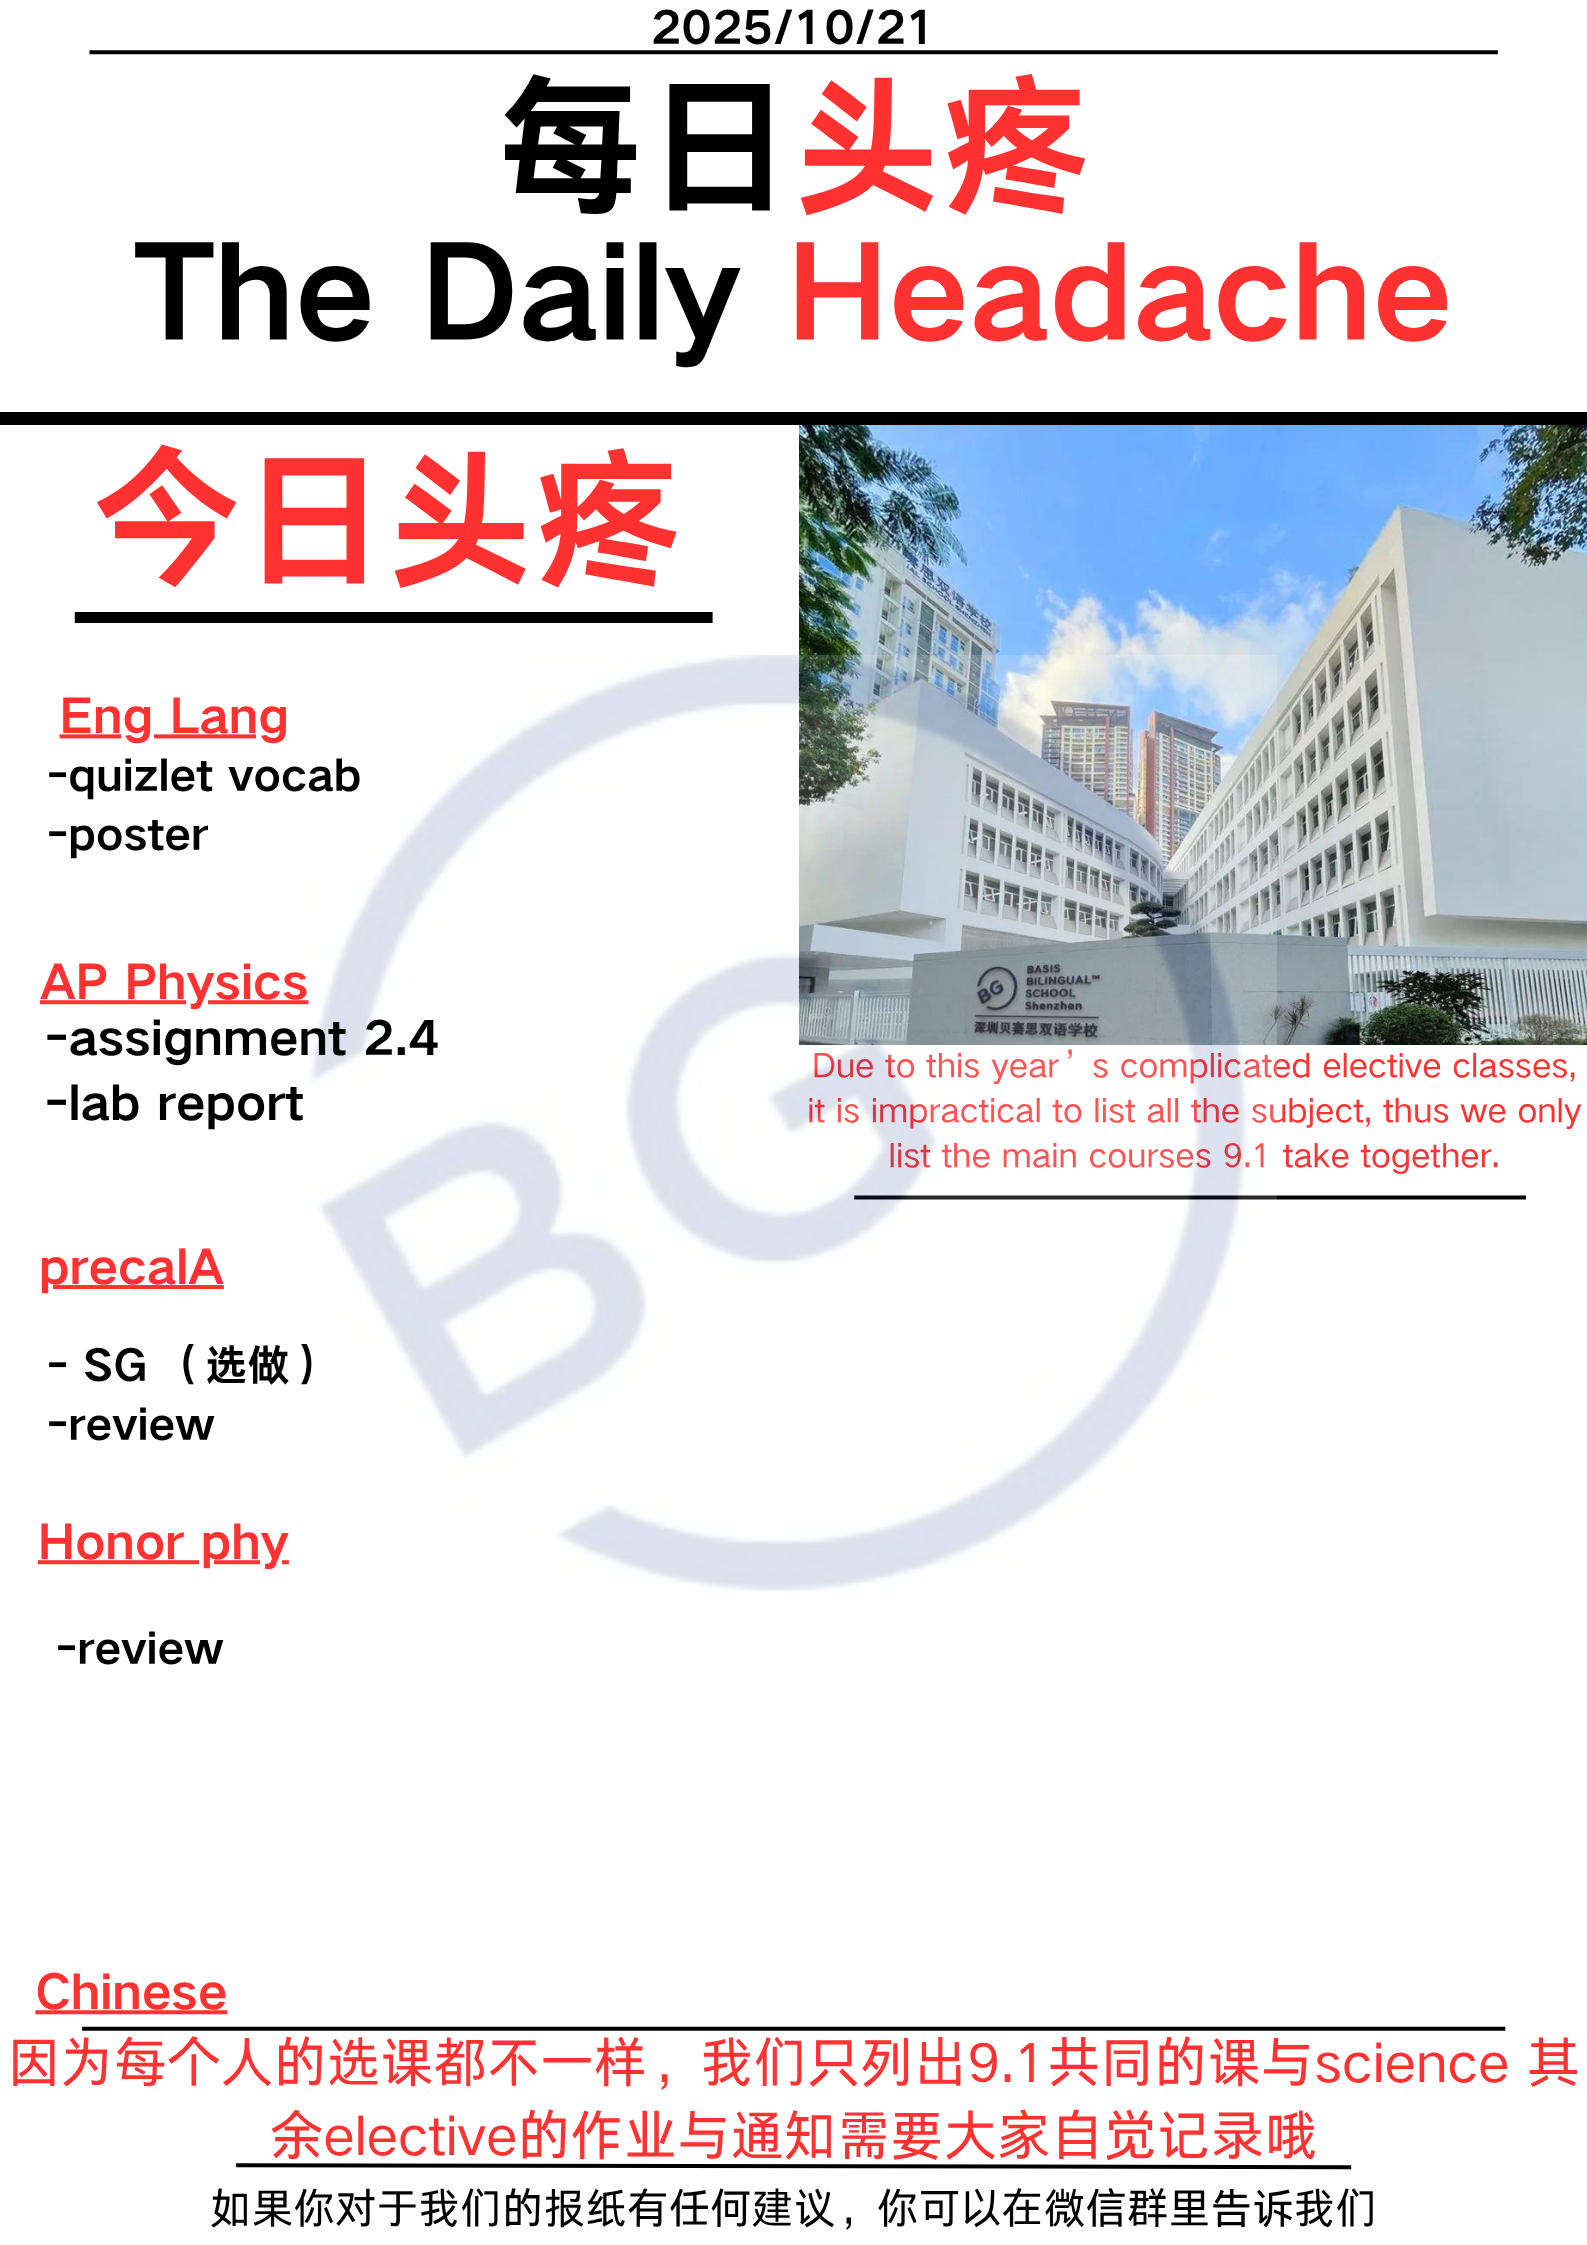 2025/10/21
每日头疼
The Daily Headache
今日头疼
Eng Lang
-quizlet vocab
-poster
AP Physics
-assignment 2.4
-lab report
precalA
- SG （选做）
-review
Honor phy
-review
赛思双语学校
BG
BASIS
BILINGUAL™
SCHOOL
Shenzhen
深圳贝赛思双语学校
Due to this year’s complicated elective classes,
it is impractical to list all the subject, thus we only
list the main courses 9.1 take together.
BG
Chinese
因为每个人的选课都不一样，我们只列出9.1共同的课与science 其
余elective的作业与通知需要大家自觉记录哦
如果你对于我们的报纸有任何建议，你可以在微信群里告诉我们